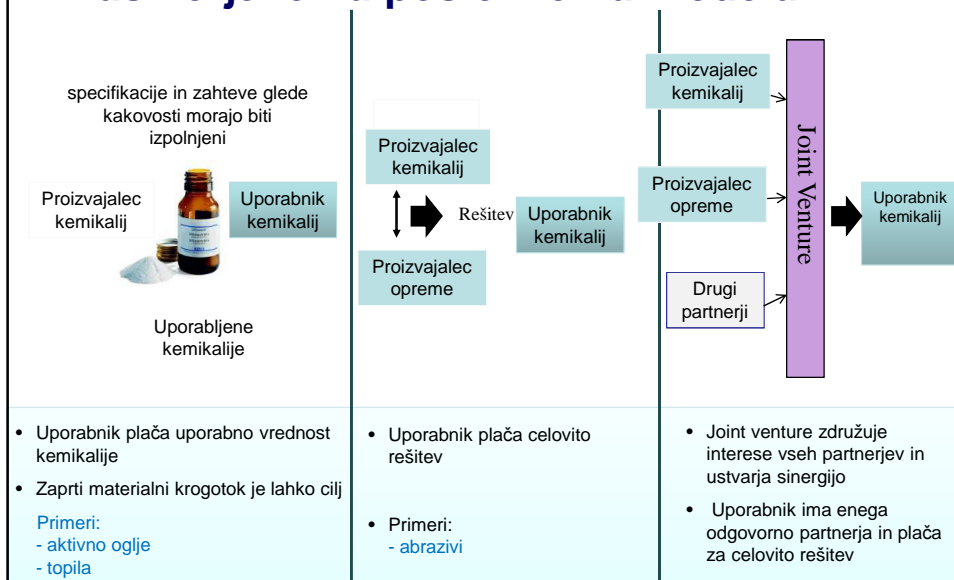 specifikacije in zahteve glede
kakovosti morajo biti
izpolnjeni
Proizvajalec
kemikalij
Uporabnik
kemikalij
Uporabljene
kemikalije
• Uporabnik plača uporabno vrednost
kemikalije
• Zaprti materialni krogotok je lahko cilj
Primeri:
- aktivno oglje
- topila
Proizvajalec
kemikalij
Rešitev
Uporabnik
kemikalij
Proizvajalec
opreme
• Uporabnik plača celovito
rešitev
• Primeri:
- abrazivi
Proizvajalec
kemikalij
Proizvajalec
opreme
Drugi
partnerji
Joint Venture
Uporabnik
kemikalij
• Joint venture združuje
interese vseh partnerjev in
ustvarja sinergijo
• Uporabnik ima enega
odgovorno partnerja in plača
za celovito rešitev